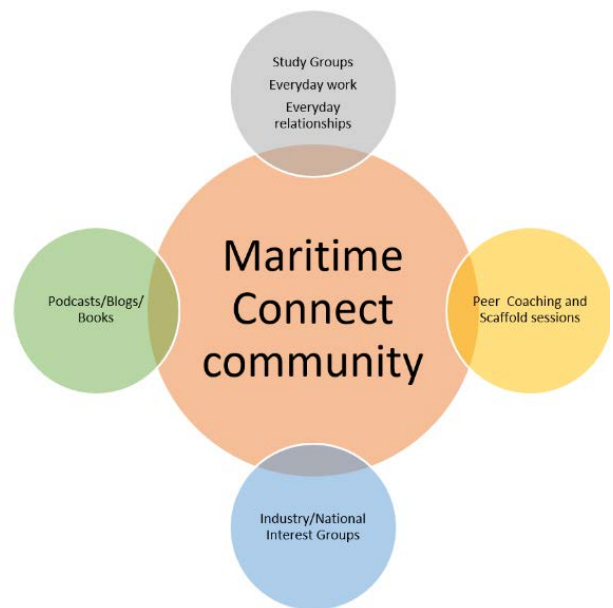 Study Groups
Everyday work
Everyday
relationships
Maritime
Connect
community
Podcasts/Blogs/
Books
Peer Coaching and
Scaffold sessions
Industry/National
Interest Groups